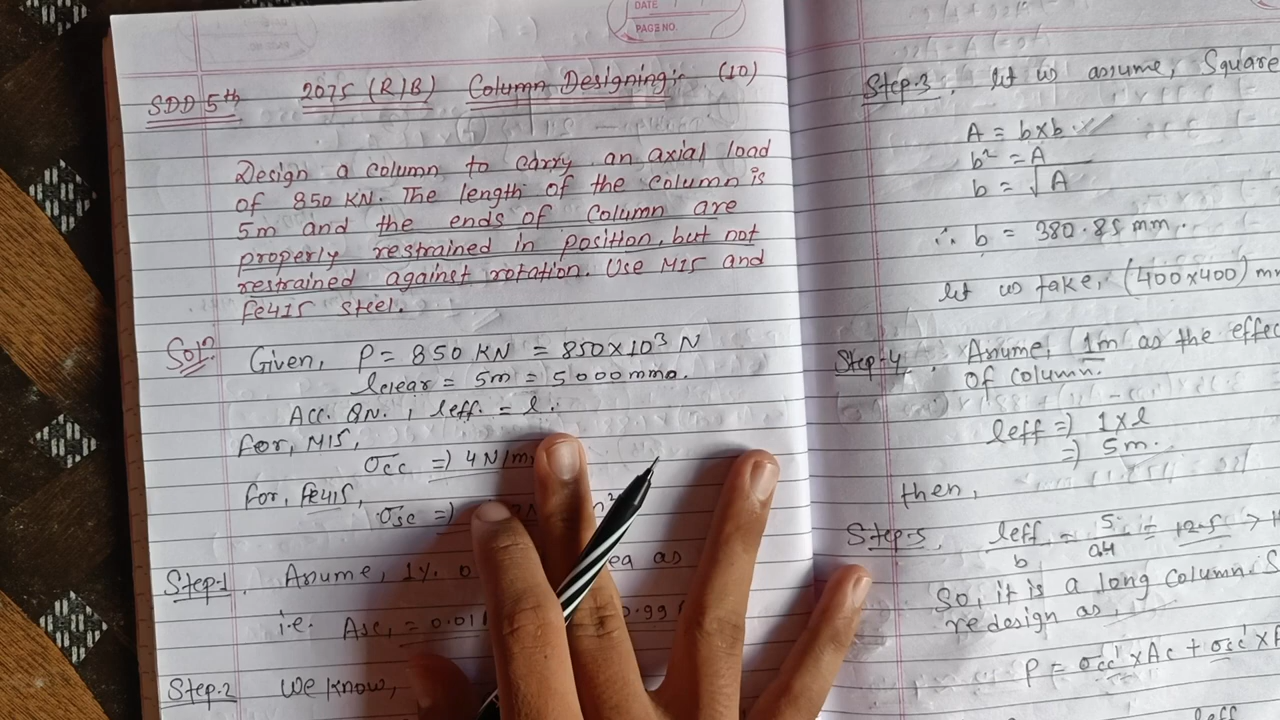 DATE
PAGE NO.
SDD 5th 2075 (R/B) Column Designing:- (10)
Design a column to carry an axial load
of 850 KN. The length of the column is
5m and the ends of column are
properly restrained in position, but not
restrained against rotation. Use M15 and
Fe415 steel.
Soln Given, P = 850 KN = 850×10³ N
lclear = 5m = 5000mm.
Acc. QN., leff. = l.
For, M15,
σcc =) 4 N/m
For, Fe415,
σsc =)
Step-1. Assume, 1% ea as
i.e. Asc, = 0.01
Step-2 We know,
Step-3. let us assume, Square
A = b×b
b² = A
b = √A
∴ b = 380.85 mm.
let us take, (400×400) m
Step-4. Assume, 1m as the effec
of column.
leff =) 1×l
=) 5m.
then,
Step-5. leff/b = 5/0.4 = 12.5 > 1
So, it is a long column. S
redesign as,
P = σcc' × Ac + σsc' ×
leff